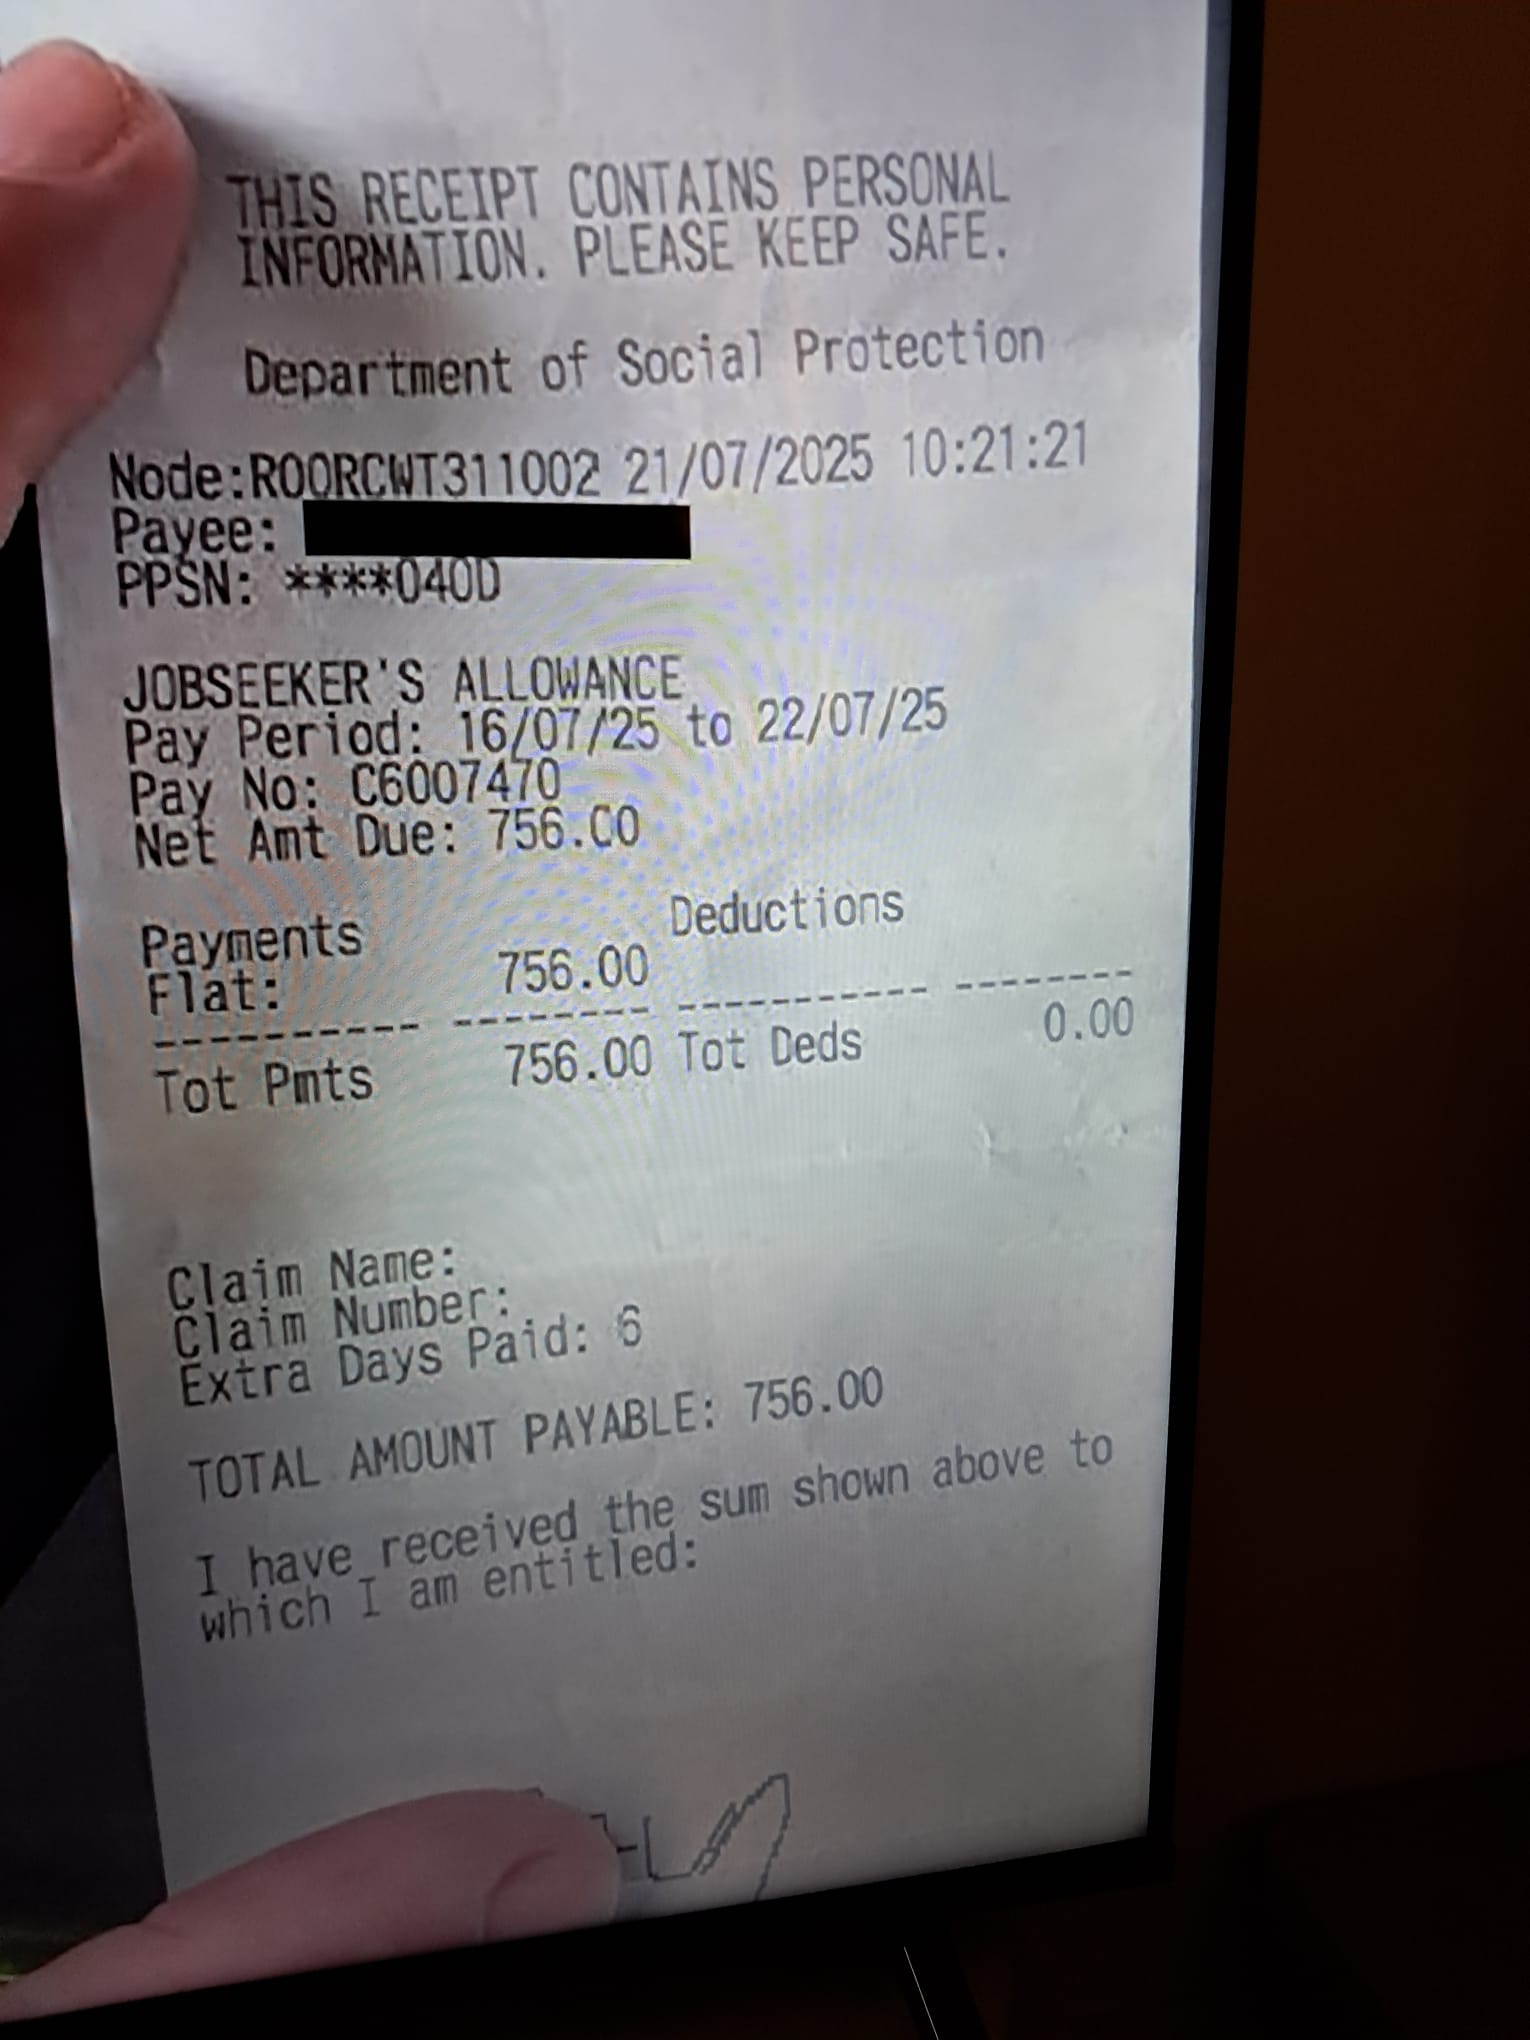 THIS RECEIPT CONTAINS PERSONAL
INFORMATION. PLEASE KEEP SAFE.
Department of Social Protection
Node:ROORCWT311002 21/07/2025 10:21:21
Payee:
PPSN: ****040D
JOBSEEKER'S ALLOWANCE
Pay Period: 16/07/25 to 22/07/25
Pay No: C6007470
Net Amt Due: 756.00
Payments Deductions
Flat: 756.00
Tot Pmts 756.00 Tot Deds 0.00
Claim Name:
Claim Number:
Extra Days Paid: 6
TOTAL AMOUNT PAYABLE: 756.00
I have received the sum shown above to
which I am entitled: